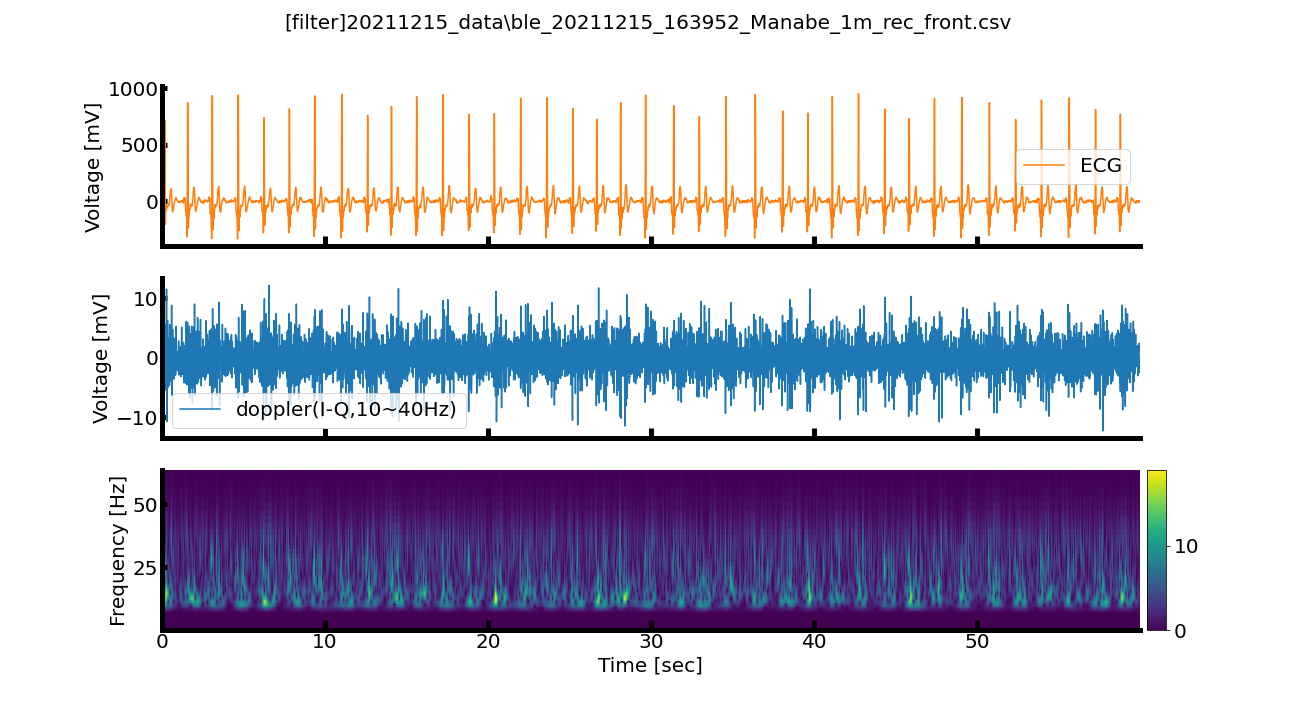 [filter]20211215_data\ble_20211215_163952_Manabe_1m_rec_front.csv
Voltage [mV]
1000
500
0
ECG
Voltage [mV]
10
0
−10
doppler(I-Q,10~40Hz)
Frequency [Hz]
50
25
10
0
0 10 20 30 40 50
Time [sec]